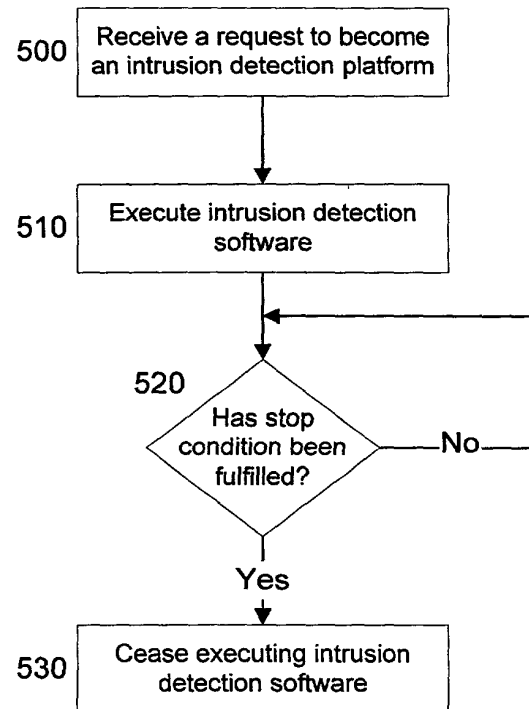 500
Receive a request to become
an intrusion detection platform
510
Execute intrusion detection
software
520
Has stop
condition been
fulfilled?
No
Yes
530
Cease executing intrusion
detection software